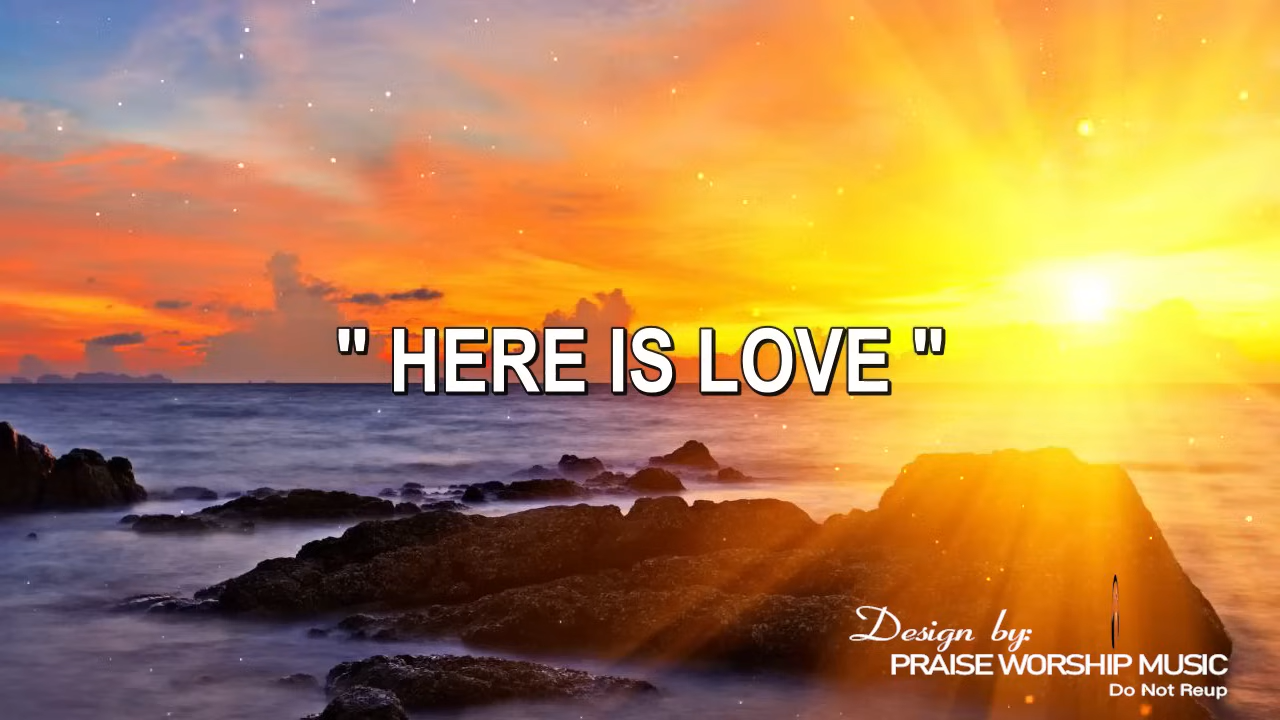 " HERE IS LOVE "
Design by:
PRAISE WORSHIP MUSIC
Do Not Reup